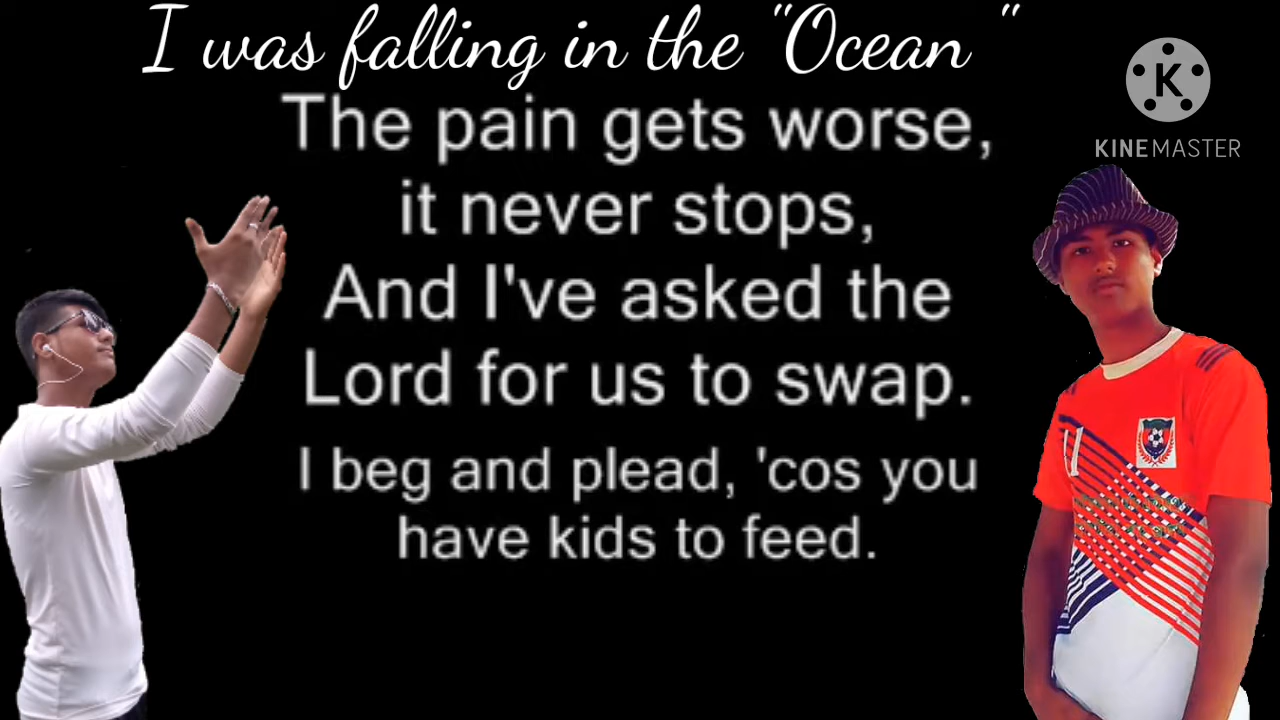 I was falling in the "Ocean "
The pain gets worse,
it never stops,
And I've asked the
Lord for us to swap.
I beg and plead, 'cos you
have kids to feed.
K
KINEMASTER
11